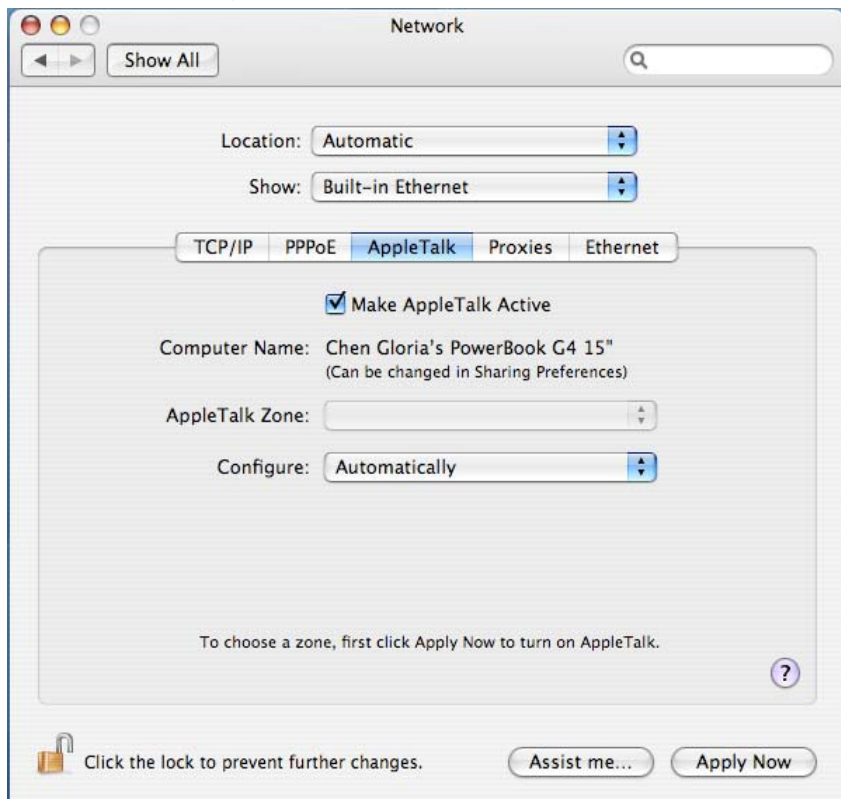 Network
Show All
Location: Automatic
Show: Built-in Ethernet
TCP/IP PPPoE AppleTalk Proxies Ethernet
Make AppleTalk Active
Computer Name: Chen Gloria's PowerBook G4 15"
(Can be changed in Sharing Preferences)
AppleTalk Zone:
Configure: Automatically
To choose a zone, first click Apply Now to turn on AppleTalk.
?
Click the lock to prevent further changes. Assist me... Apply Now